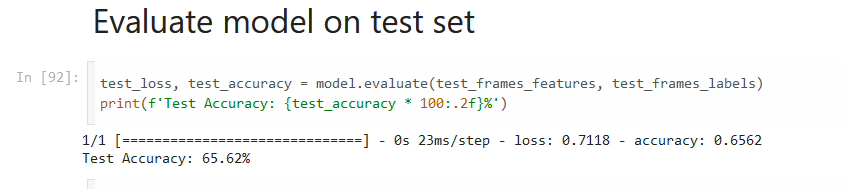 Evaluate model on test set
In [92]:
test_loss, test_accuracy = model.evaluate(test_frames_features, test_frames_labels)
print(f'Test Accuracy: {test_accuracy * 100:.2f}%')
1/1 [==============================] - 0s 23ms/step - loss: 0.7118 - accuracy: 0.6562
Test Accuracy: 65.62%